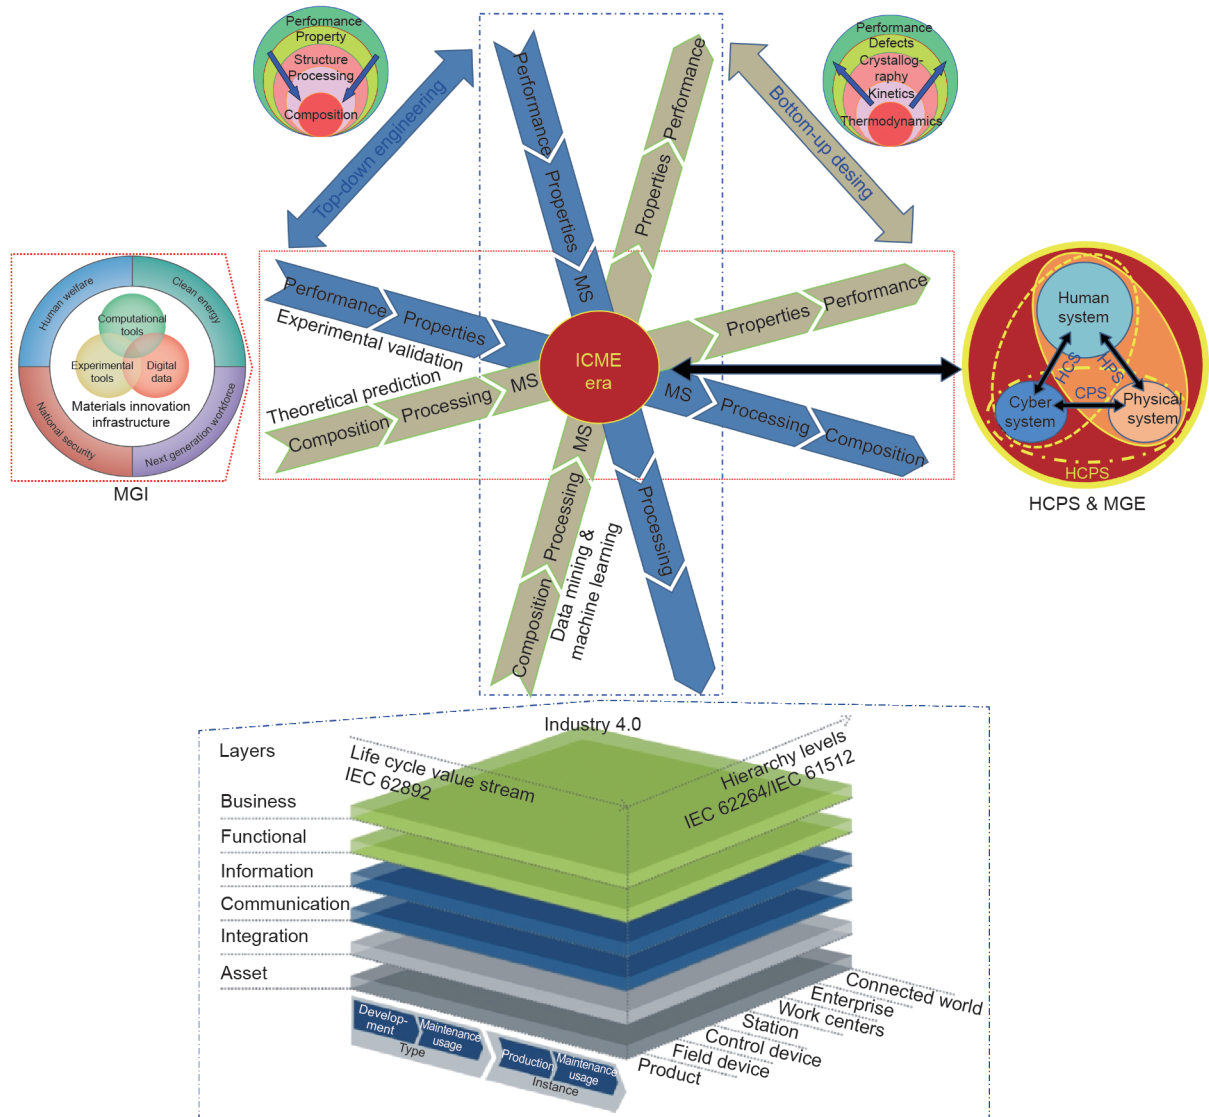 Performance
Property
Structure
Processing
Composition
Top-down engineering
Performance
Defects
Crystallog-
raphy
Kinetics
Thermodynamics
Bottom-up desing
Performance
Properties
MS
Processing
Composition
Processing
MS
Properties
Performance
Data mining &
machine learning
Performance
Properties
Experimental validation
Theoretical prediction
Composition
Processing
MS
ICME
era
Properties
Performance
MS
Processing
Composition
Human welfare
Clean energy
National security
Next generation workforce
Computational
tools
Experimental
tools
Digital
data
Materials innovation
infrastructure
MGI
Human
system
HCS
HPS
CPS
Cyber
system
Physical
system
HCPS
HCPS & MGE
Industry 4.0
Layers
Life cycle value stream
IEC 62892
Hierarchy levels
IEC 62264/IEC 61512
Business
Functional
Information
Communication
Integration
Asset
Develop-
ment
Maintenance
usage
Type
Production
Maintenance
usage
Instance
Connected world
Enterprise
Work centers
Station
Control device
Field device
Product